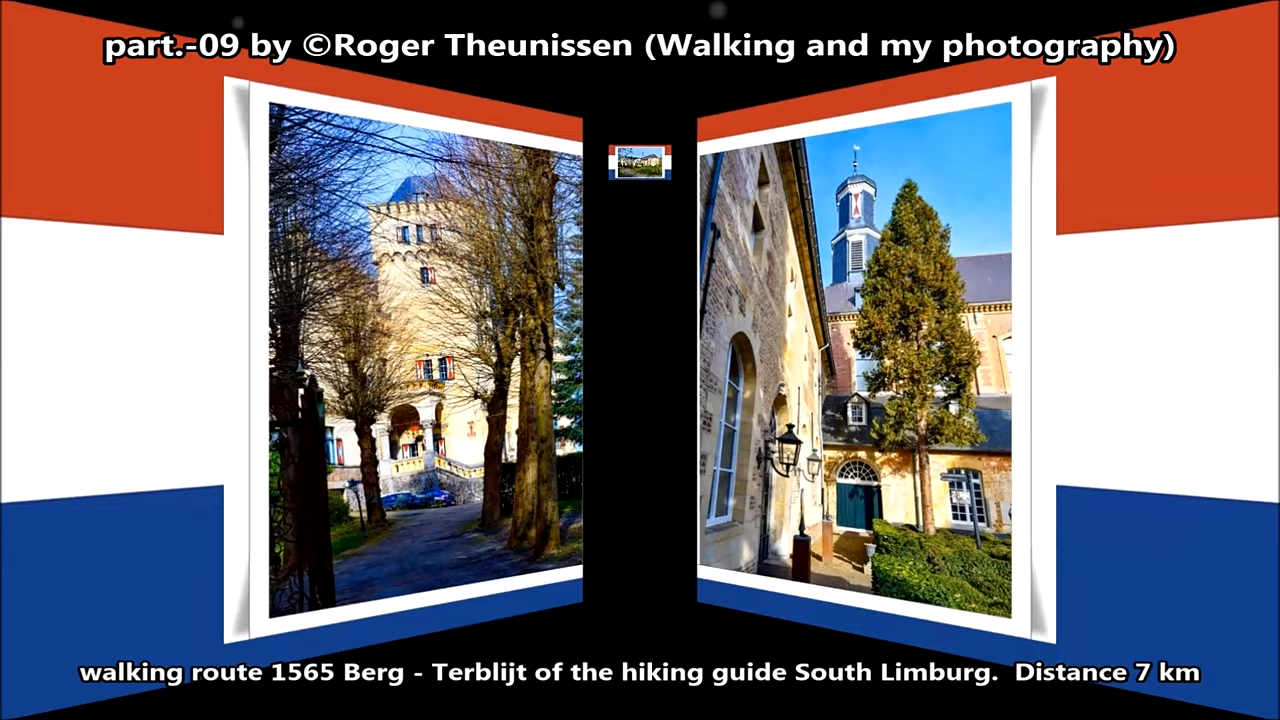 part.-09 by ©Roger Theunissen (Walking and my photography)
walking route 1565 Berg - Terblijt of the hiking guide South Limburg.  Distance 7 km